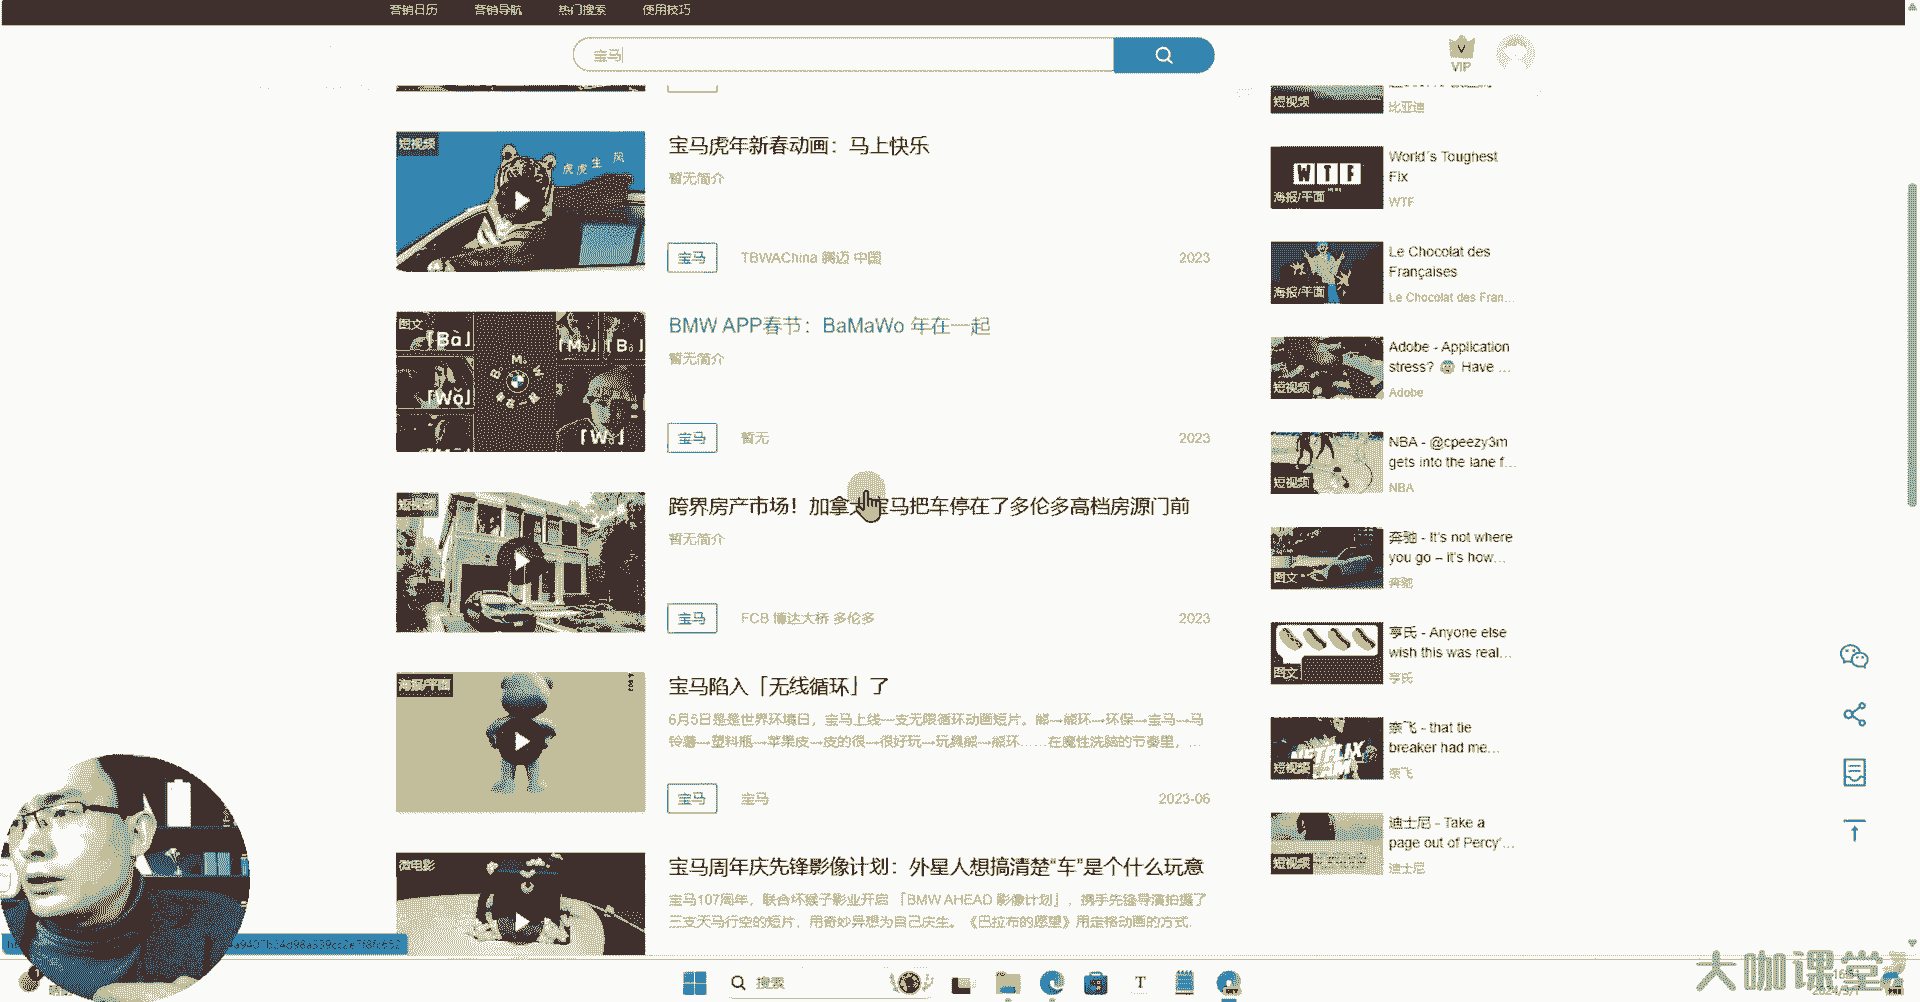 营销日历 营销导航 热门搜索 使用技巧
宝马
VIP
短视频
宝马虎年新春动画：马上快乐
暂无简介
虎虎生风
宝马 TBWAChina 腾迈 中国 2023
图文
BMW APP春节：BaMaWo 年在一起
暂无简介
「Bà」
「Wǒ」
宝马 暂无 2023
短视频
跨界房产市场！加拿大宝马把车停在了多伦多高档房源门前
暂无简介
宝马 FCB 博达大桥 多伦多 2023
海报/平面
宝马陷入「无线循环」了
6月5日是是世界环境日，宝马上线一支无限循环动画短片。熊→熊环→环保→宝马→马
铃薯→塑料瓶→苹果皮→皮的很→很好玩→玩具熊→熊环……在魔性洗脑的节奏里，...
宝马 宝马 2023-06
微电影
宝马周年庆先锋影像计划：外星人想搞清楚“车”是个什么玩意
宝马107周年，联合坏猴子影业开启「BMW AHEAD 影像计划」，携手先锋导演拍摄了
三支天马行空的短片，用奇妙异想为自己庆生。《巴拉布的愿望》用定格动画的方式.
短视频
比亚迪
WTF
海报/平面
World´s Toughest
Fix
WTF
海报/平面
Le Chocolat des
Françaises
Le Chocolat des Fran...
短视频
Adobe - Application
stress? Have ...
Adobe
短视频
NBA - @cpeezy3m
gets into the lane f...
NBA
图文
奔驰 - It's not where
you go – it's how...
奔驰
图文
亨氏 - Anyone else
wish this was real...
亨氏
短视频
奈飞 - that tie
breaker had me...
奈飞
短视频
迪士尼 - Take a
page out of Percy'...
迪士尼
搜索
大咖课堂